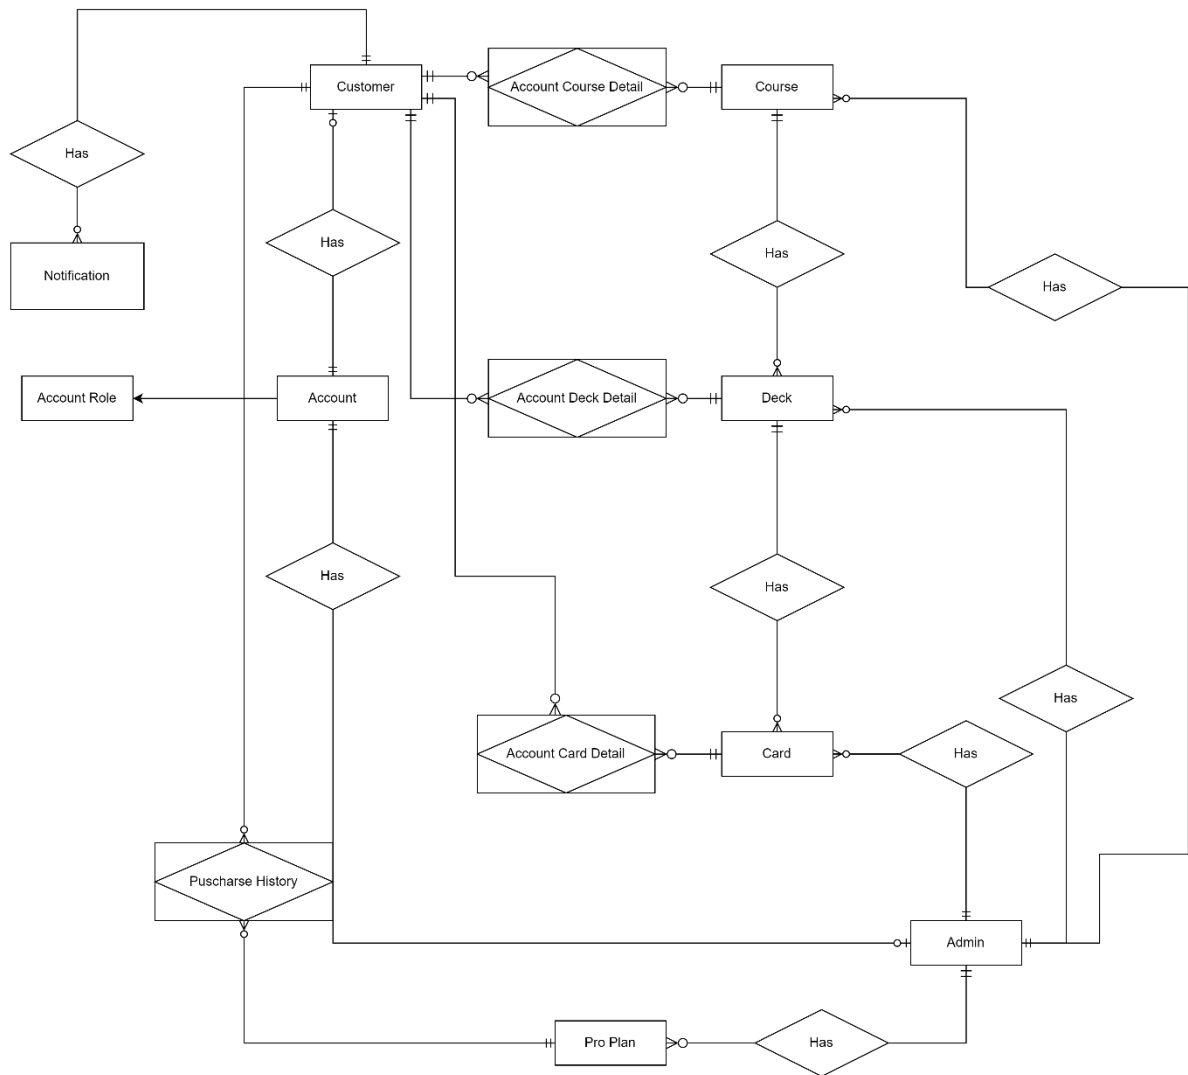 Customer
Account Course Detail
Course
Has
Has
Has
Notification
Has
Account Role
Account
Account Deck Detail
Deck
Has
Has
Has
Account Card Detail
Card
Has
Puscharse History
Admin
Pro Plan
Has